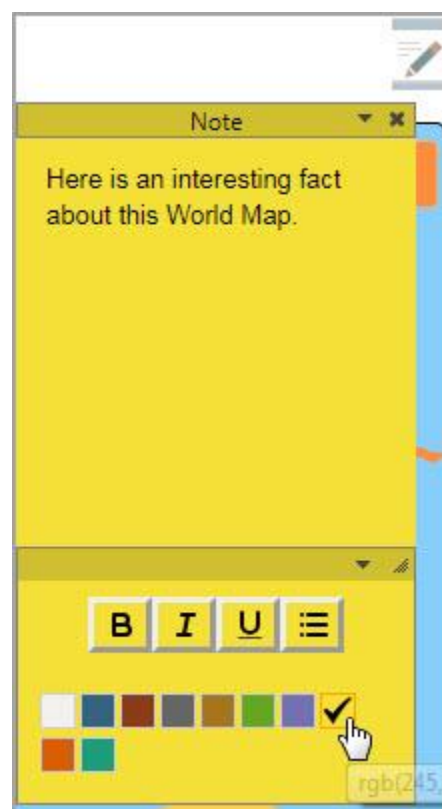 Note
Here is an interesting fact
about this World Map.
B I U
rgb(245,